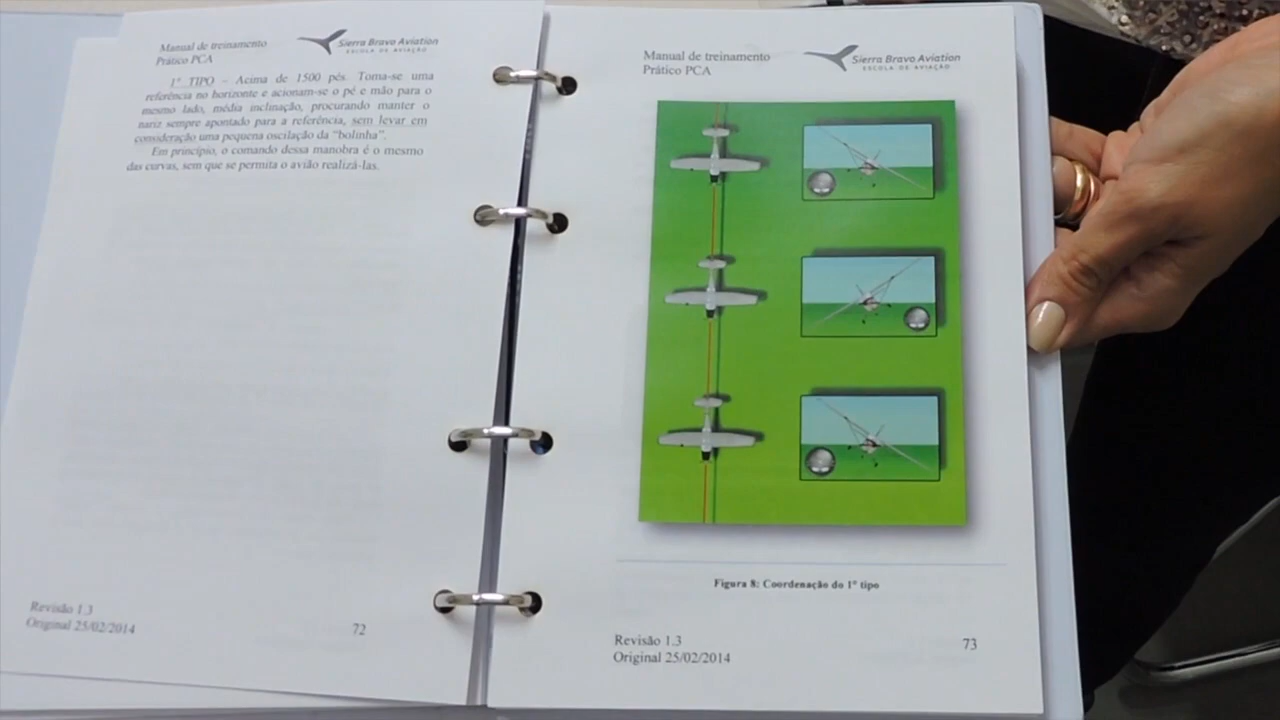 Manual de treinamento
Prático PCA
Sierra Bravo Aviation
ESCOLA DE AVIAÇÃO
1º TIPO – Acima de 1500 pés. Toma-se uma
referência no horizonte e acionam-se o pé e mão para o
mesmo lado, média inclinação, procurando manter o
nariz sempre apontado para a referência, sem levar em
consideração uma pequena oscilação da "bolinha".
Em princípio, o comando dessa manobra é o mesmo
das curvas, sem que se permita o avião realizá-las.
Revisão 1.3
Original 25/02/2014
72
Manual de treinamento
Prático PCA
Sierra Bravo Aviation
ESCOLA DE AVIAÇÃO
Figura 8: Coordenação do 1º tipo
Revisão 1.3
Original 25/02/2014
73